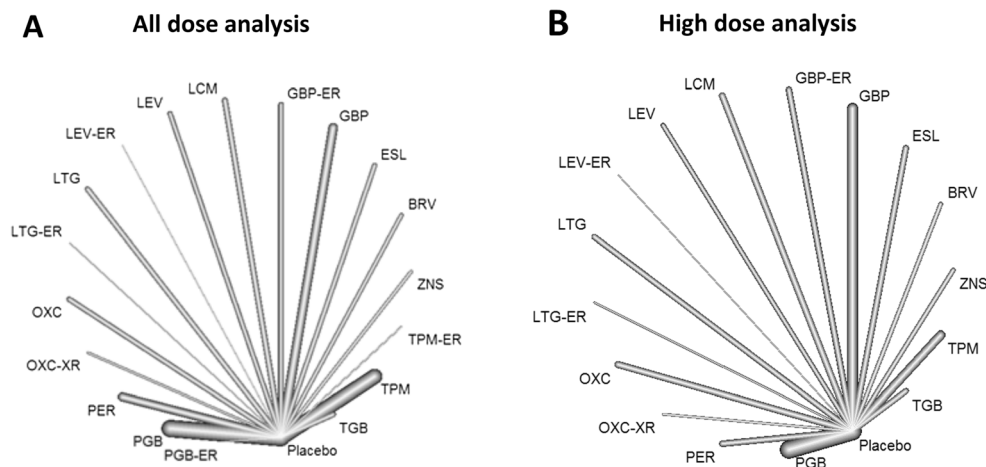 A All dose analysis
LCM
GBP-ER
LEV
GBP
LEV-ER
ESL
LTG
BRV
LTG-ER
ZNS
OXC
TPM-ER
OXC-XR
TPM
PER
TGB
PGB
Placebo
PGB-ER
B High dose analysis
GBP-ER
LCM
GBP
LEV
ESL
LEV-ER
BRV
LTG
ZNS
LTG-ER
TPM
OXC
TGB
OXC-XR
Placebo
PER
PGB